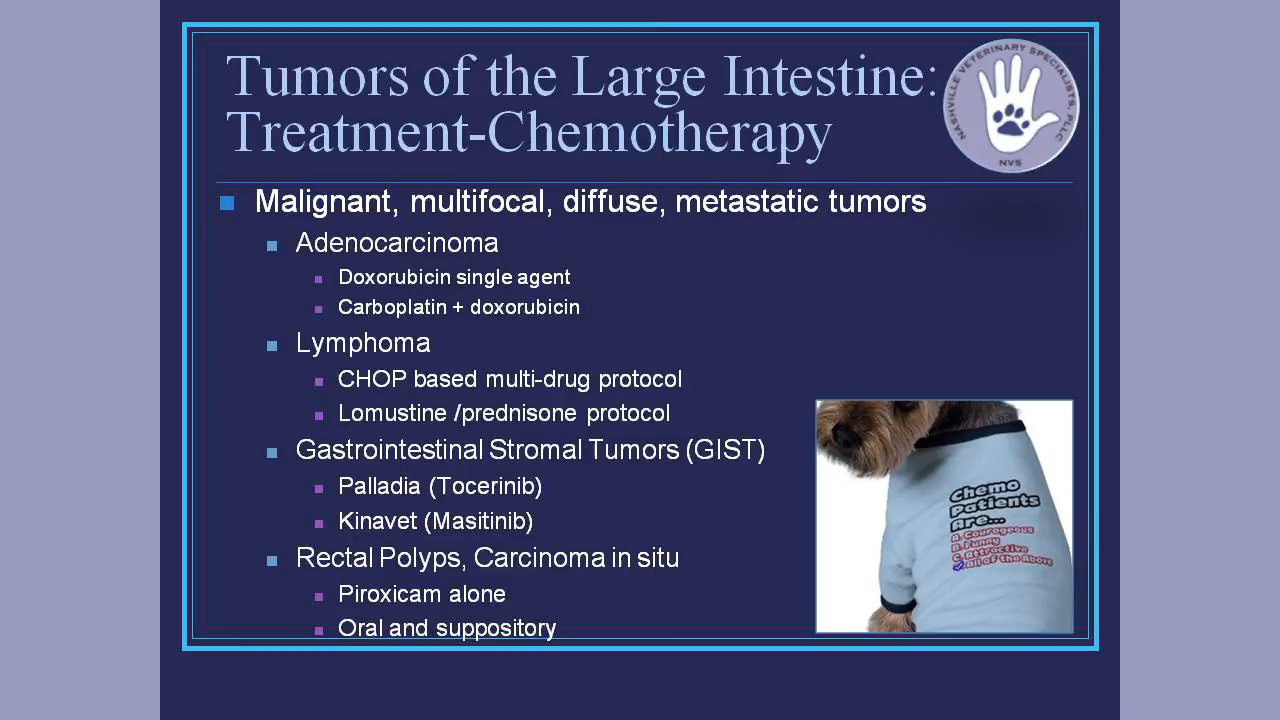 Tumors of the Large Intestine:
Treatment-Chemotherapy
NASHVILLE VETERINARY SPECIALISTS, PLLC
NVS
Malignant, multifocal, diffuse, metastatic tumors
Adenocarcinoma
Doxorubicin single agent
Carboplatin + doxorubicin
Lymphoma
CHOP based multi-drug protocol
Lomustine /prednisone protocol
Gastrointestinal Stromal Tumors (GIST)
Palladia (Tocerinib)
Kinavet (Masitinib)
Rectal Polyps, Carcinoma in situ
Piroxicam alone
Oral and suppository
Chemo
Patients
Are...
A. Courageous
B. Funny
C. Attractive
All of the Above